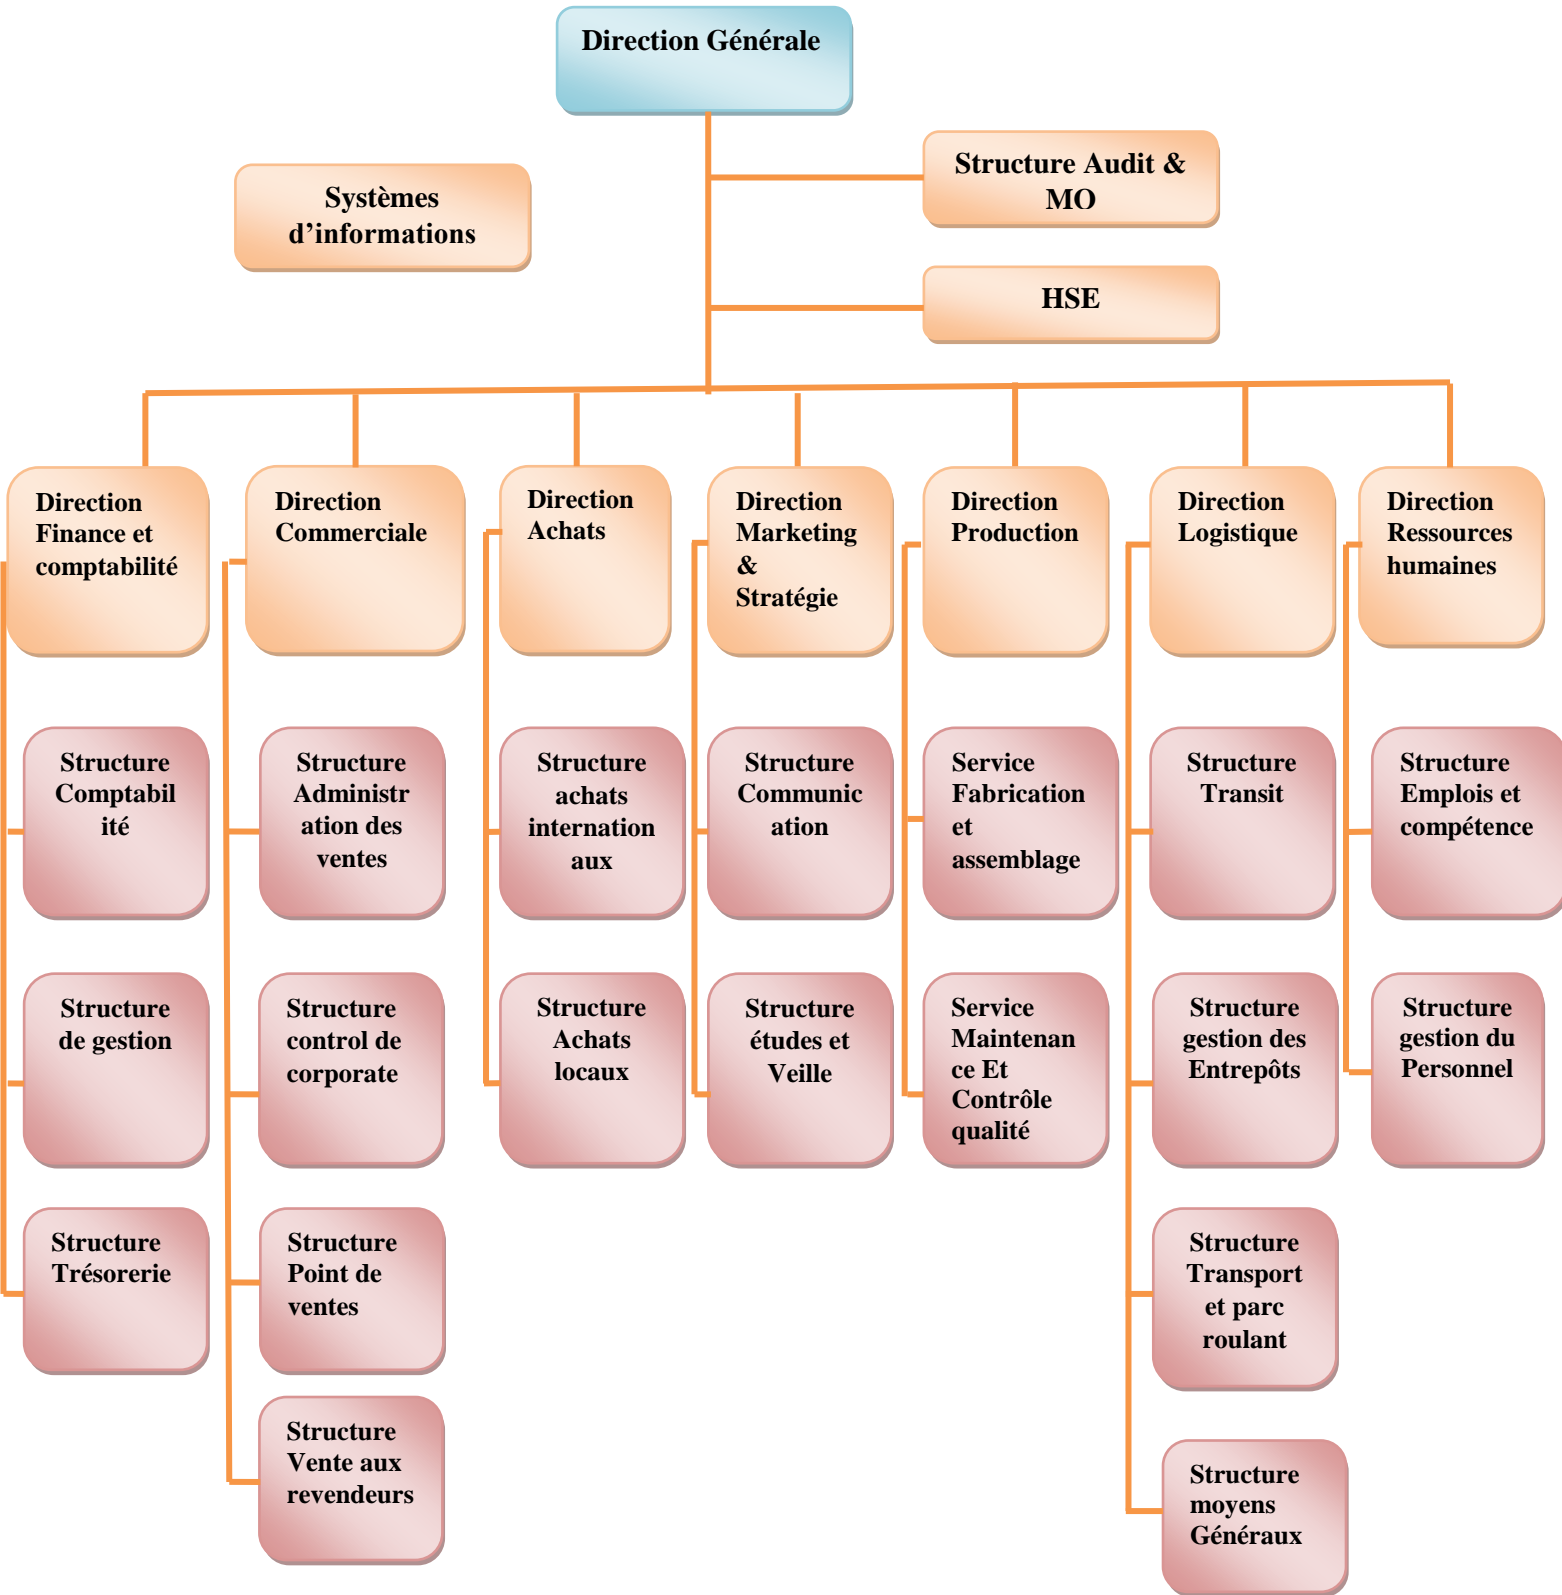 Direction Générale
Systèmes
d’informations
Structure Audit &
MO
HSE
Direction
Finance et
comptabilité
Direction
Commerciale
Direction
Achats
Direction
Marketing
&
Stratégie
Direction
Production
Direction
Logistique
Direction
Ressources
humaines
Structure
Comptabil
ité
Structure
Administr
ation des
ventes
Structure
achats
internation
aux
Structure
Communic
ation
Service
Fabrication
et
assemblage
Structure
Transit
Structure
Emplois et
compétence
Structure
de gestion
Structure
control de
corporate
Structure
Achats
locaux
Structure
études et
Veille
Service
Maintenan
ce Et
Contrôle
qualité
Structure
gestion des
Entrepôts
Structure
gestion du
Personnel
Structure
Trésorerie
Structure
Point de
ventes
Structure
Transport
et parc
roulant
Structure
Vente aux
revendeurs
Structure
moyens
Généraux